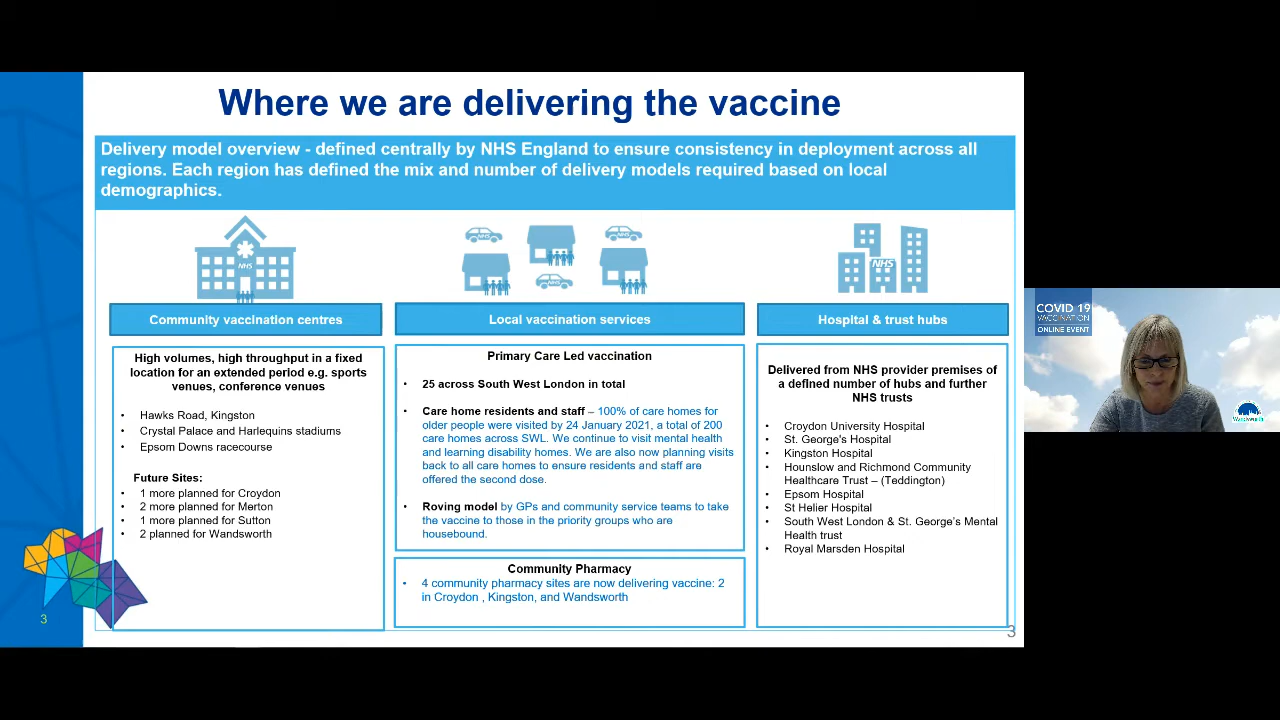 Where we are delivering the vaccine
Delivery model overview - defined centrally by NHS England to ensure consistency in deployment across all
regions. Each region has defined the mix and number of delivery models required based on local
demographics.
NHS
NHS
NHS
NHS
NHS
Community vaccination centres
High volumes, high throughput in a fixed
location for an extended period e.g. sports
venues, conference venues
• Hawks Road, Kingston
• Crystal Palace and Harlequins stadiums
• Epsom Downs racecourse
Future Sites:
• 1 more planned for Croydon
• 2 more planned for Merton
• 1 more planned for Sutton
• 2 planned for Wandsworth
Local vaccination services
Primary Care Led vaccination
• 25 across South West London in total
• Care home residents and staff – 100% of care homes for
older people were visited by 24 January 2021, a total of 200
care homes across SWL. We continue to visit mental health
and learning disability homes. We are also now planning visits
back to all care homes to ensure residents and staff are
offered the second dose.
• Roving model by GPs and community service teams to take
the vaccine to those in the priority groups who are
housebound.
Community Pharmacy
• 4 community pharmacy sites are now delivering vaccine: 2
in Croydon , Kingston, and Wandsworth
Hospital & trust hubs
Delivered from NHS provider premises of
a defined number of hubs and further
NHS trusts
• Croydon University Hospital
• St. George's Hospital
• Kingston Hospital
• Hounslow and Richmond Community
Healthcare Trust – (Teddington)
• Epsom Hospital
• St Helier Hospital
• South West London & St. George's Mental
Health trust
• Royal Marsden Hospital
3
3
COVID 19
VACCINATION
ONLINE EVENT
Wandsworth